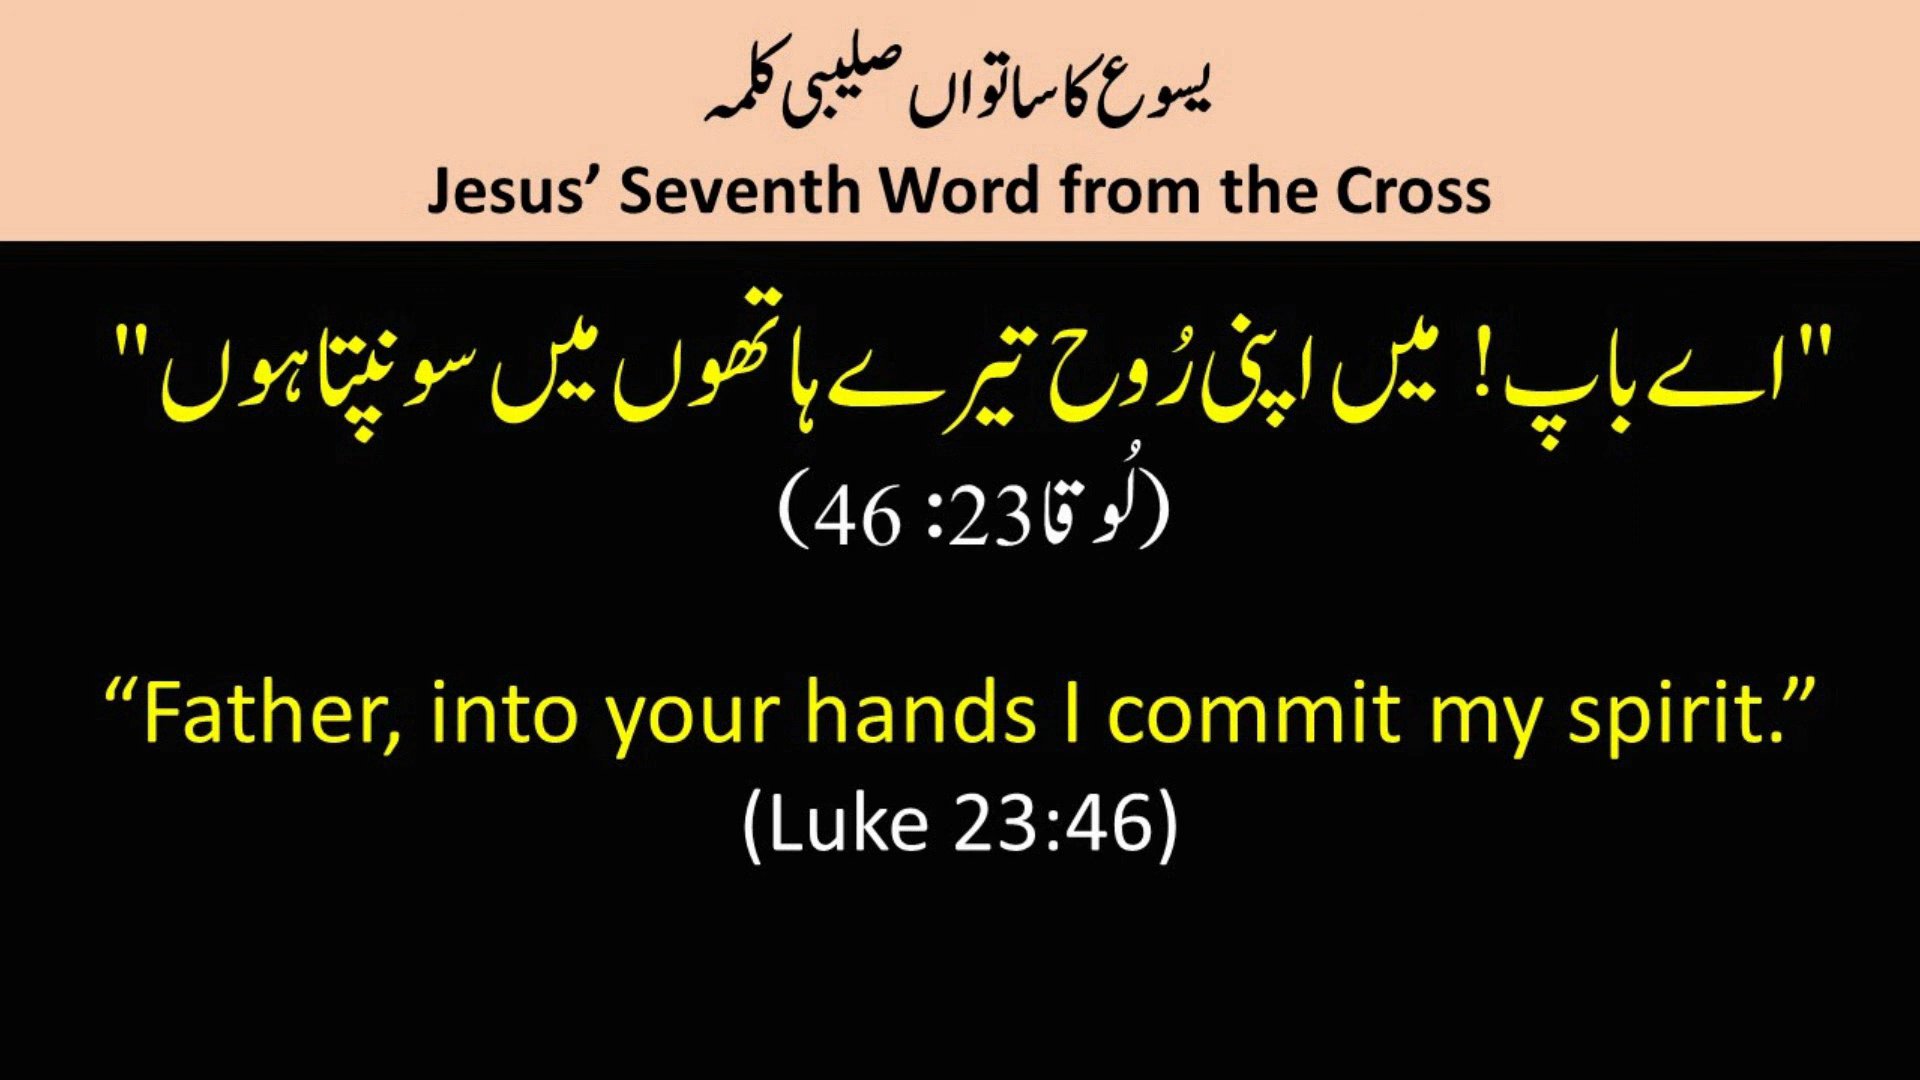 یسوع کا ساتواں صلیبی کلمہ
Jesus’ Seventh Word from the Cross
"اے باپ! میں اپنی رُوح تیرے ہاتھوں میں سونپتا ہوں"
(لُوقا 23: 46)
“Father, into your hands I commit my spirit.”
(Luke 23:46)